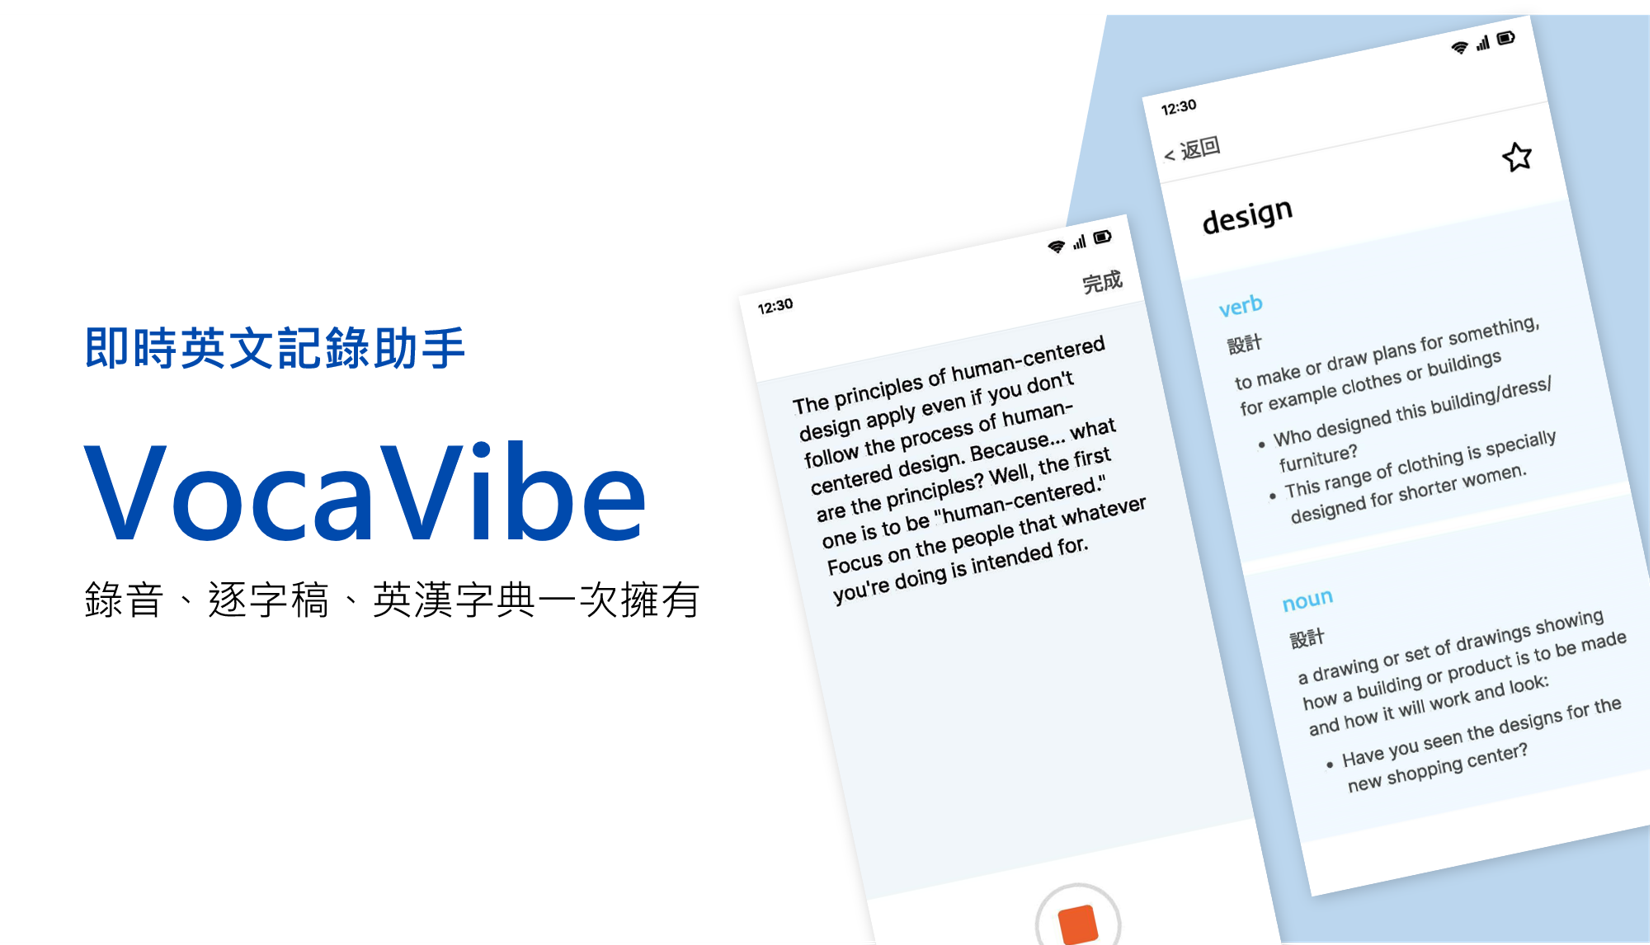 即時英文記錄助手
VocaVibe
錄音、逐字稿、英漢字典一次擁有
12:30
完成
The principles of human-centered
design apply even if you don't
follow the process of human-
centered design. Because... what
are the principles? Well, the first
one is to be "human-centered."
Focus on the people that whatever
you're doing is intended for.
12:30
< 返回
design
verb
設計
to make or draw plans for something,
for example clothes or buildings
• Who designed this building/dress/
furniture?
• This range of clothing is specially
designed for shorter women.
noun
設計
a drawing or set of drawings showing
how a building or product is to be made
and how it will work and look:
• Have you seen the designs for the
new shopping center?